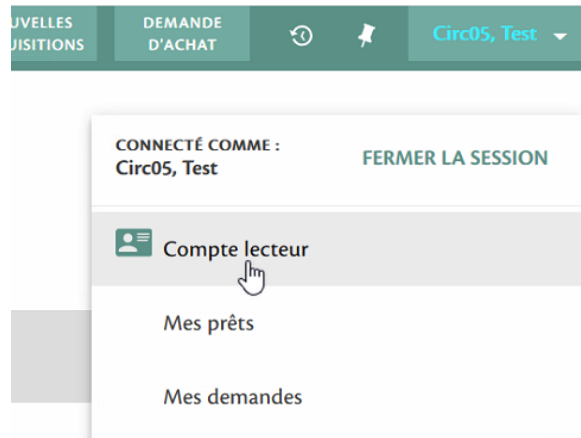 UVELLES
UISITIONS
DEMANDE
D'ACHAT
Circ05, Test
CONNECTÉ COMME :
Circ05, Test
FERMER LA SESSION
Compte lecteur
Mes prêts
Mes demandes